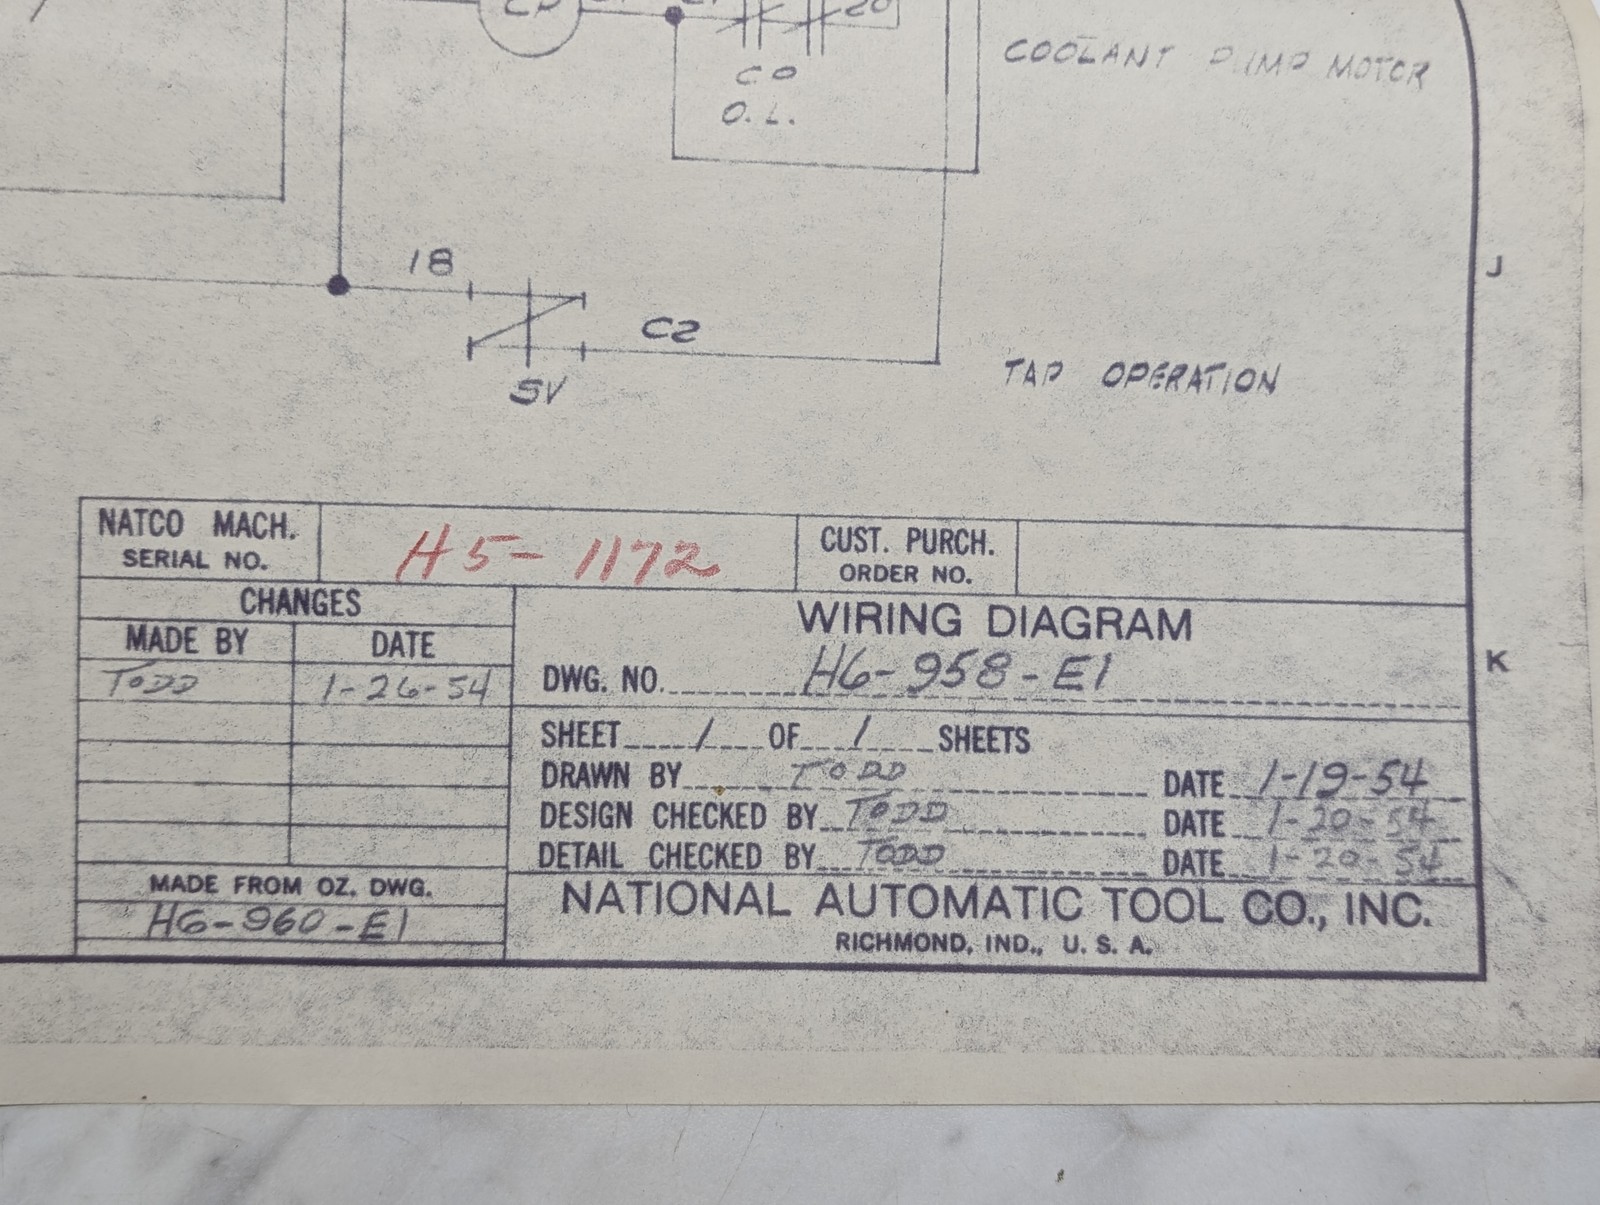 COOLANT PUMP MOTOR
CO
O.L.
J
18
C2
SV
TAP OPERATION
NATCO MACH.
SERIAL NO.
H5-1172
CUST. PURCH.
ORDER NO.
CHANGES
MADE BY DATE
TODD 1-26-54
MADE FROM OZ. DWG.
H6-960-E1
WIRING DIAGRAM
DWG. NO. H6-958-E1
K
SHEET 1 OF 1 SHEETS
DRAWN BY TODD DATE 1-19-54
DESIGN CHECKED BY TODD DATE 1-20-54
DETAIL CHECKED BY TODD DATE 1-20-54
NATIONAL AUTOMATIC TOOL CO., INC.
RICHMOND, IND., U. S. A.